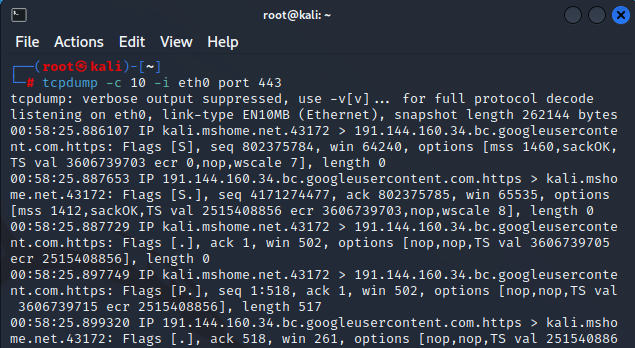 root@kali: ~
File Actions Edit View Help
┌──(root㉿kali)-[~]
└─# tcpdump -c 10 -i eth0 port 443
tcpdump: verbose output suppressed, use -v[v]... for full protocol decode
listening on eth0, link-type EN10MB (Ethernet), snapshot length 262144 bytes
00:58:25.886107 IP kali.mshome.net.43172 > 191.144.160.34.bc.googleuserconte
nt.com.https: Flags [S], seq 802375784, win 64240, options [mss 1460,sackOK,
TS val 3606739703 ecr 0,nop,wscale 7], length 0
00:58:25.887653 IP 191.144.160.34.bc.googleusercontent.com.https > kali.msho
me.net.43172: Flags [S.], seq 4171274477, ack 802375785, win 65535, options
[mss 1412,sackOK,TS val 2515408856 ecr 3606739703,nop,wscale 8], length 0
00:58:25.887729 IP kali.mshome.net.43172 > 191.144.160.34.bc.googleuserconte
nt.com.https: Flags [.], ack 1, win 502, options [nop,nop,TS val 3606739705
ecr 2515408856], length 0
00:58:25.897749 IP kali.mshome.net.43172 > 191.144.160.34.bc.googleuserconte
nt.com.https: Flags [P.], seq 1:518, ack 1, win 502, options [nop,nop,TS val
3606739715 ecr 2515408856], length 517
00:58:25.899320 IP 191.144.160.34.bc.googleusercontent.com.https > kali.msho
me.net.43172: Flags [.], ack 518, win 261, options [nop,nop,TS val 251540886